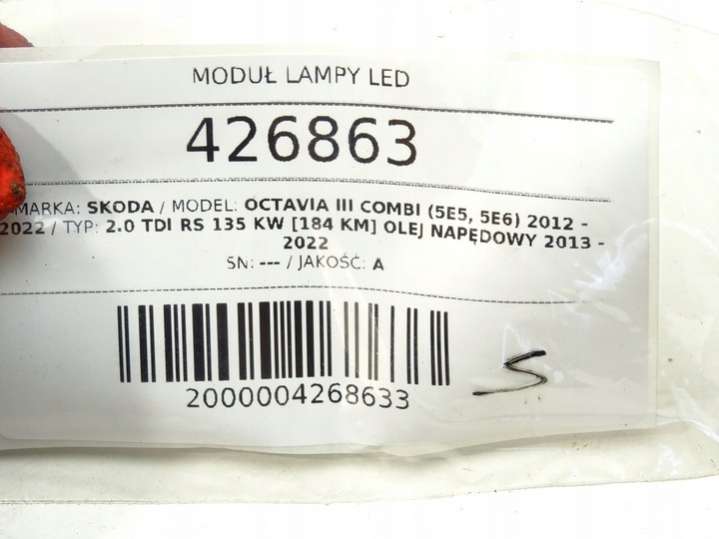 MODUŁ LAMPY LED
426863
MARKA: SKODA / MODEL: OCTAVIA III COMBI (5E5, 5E6) 2012 -
2022 / TYP: 2.0 TDI RS 135 KW [184 KM] OLEJ NAPĘDOWY 2013 -
2022
SN: --- / JAKOŚĆ: A
2000004268633
S